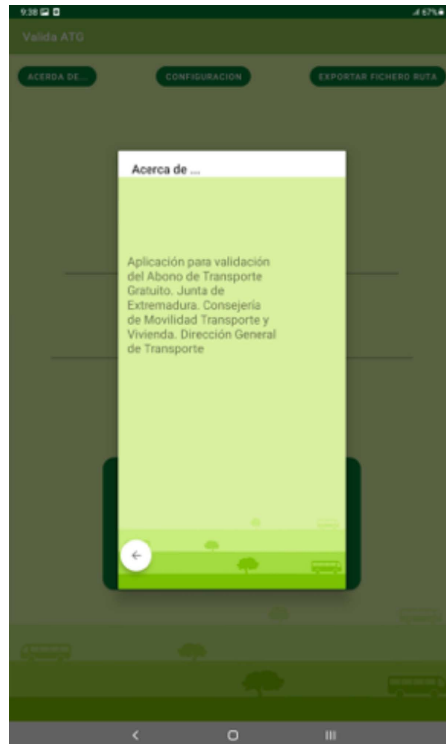 9:38
67%
Valida ATG
ACERDA DE...
CONFIGURACION
EXPORTAR FICHERO RUTA
Acerca de ...
Aplicación para validación
del Abono de Transporte
Gratuito. Junta de
Extremadura. Consejería
de Movilidad Transporte y
Vivienda. Dirección General
de Transporte